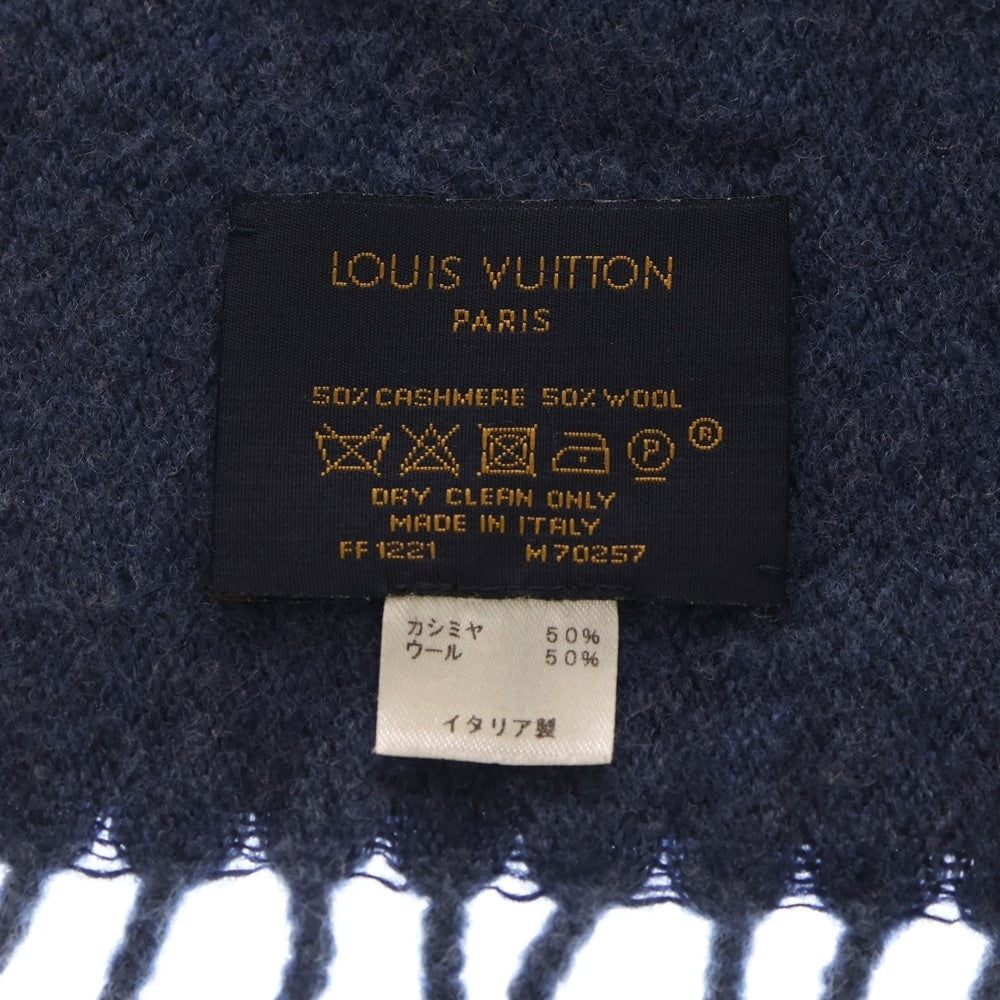 LOUIS VUITTON
PARIS
50% CASHMERE 50% WOOL
P ®
DRY CLEAN ONLY
MADE IN ITALY
FF1221 M70257
カシミヤ 50%
ウール 50%
イタリア製